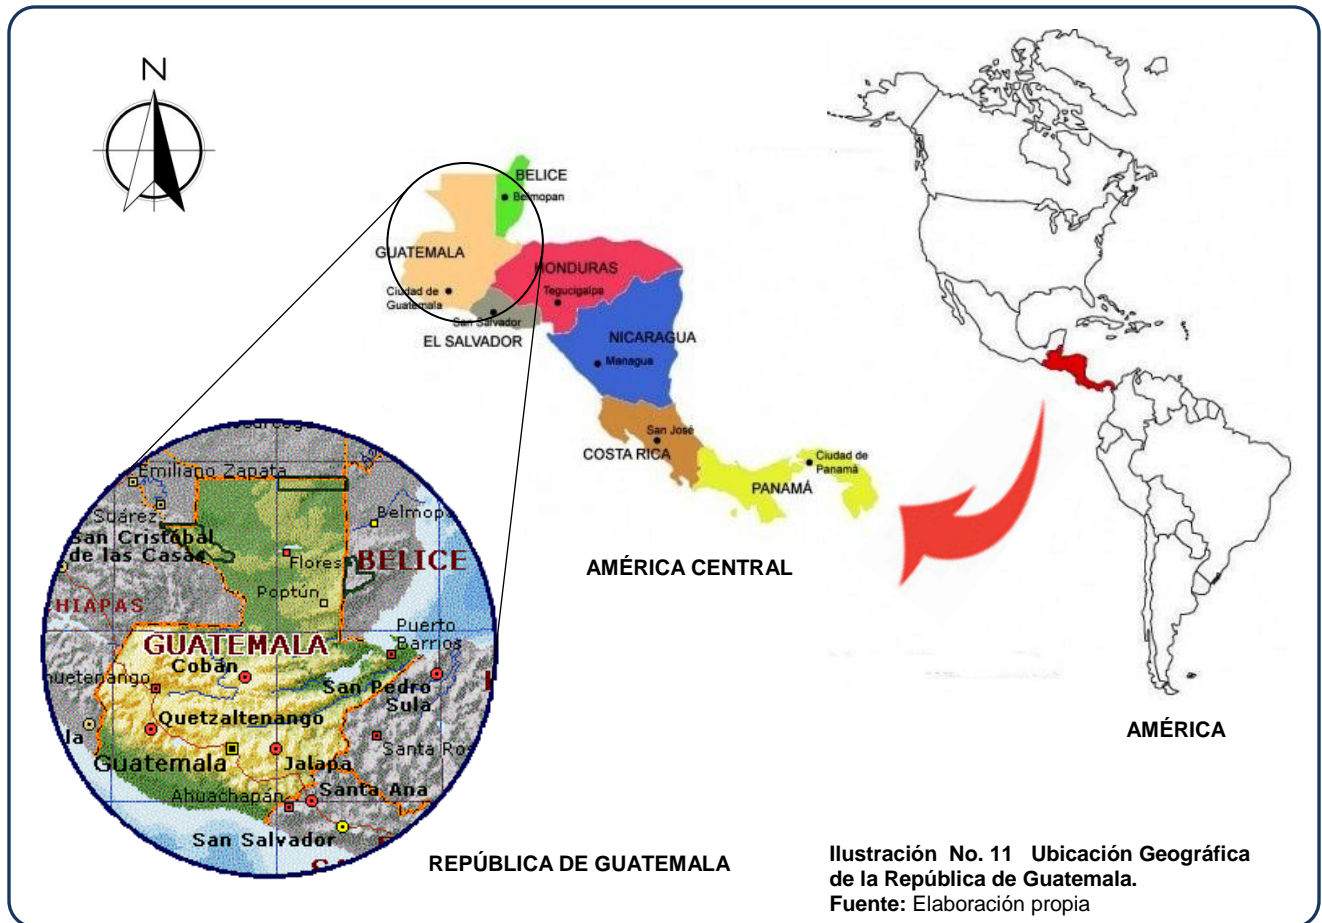 N
BELICE
Belmopan
GUATEMALA
HONDURAS
Ciudad de
Guatemala
Tegucigalpa
San Salvador
EL SALVADOR
NICARAGUA
Managua
San José
COSTA RICA
Ciudad de
Panamá
PANAMÁ
AMÉRICA CENTRAL
AMÉRICA
Emiliano Zapata
Suárez
San Cristóbal
de las Casas
Belmopa
Flores
BELICE
Poptún
HIAPAS
GUATEMALA
Puerto
Barrios
Cobán
uetenango
San Pedro
Sula
Quetzaltenango
la
Guatemala
Jalapa
Santa Ros
Ahuachapán
Santa Ana
San Salvador
REPÚBLICA DE GUATEMALA
Ilustración No. 11 Ubicación Geográfica
de la República de Guatemala.
Fuente: Elaboración propia